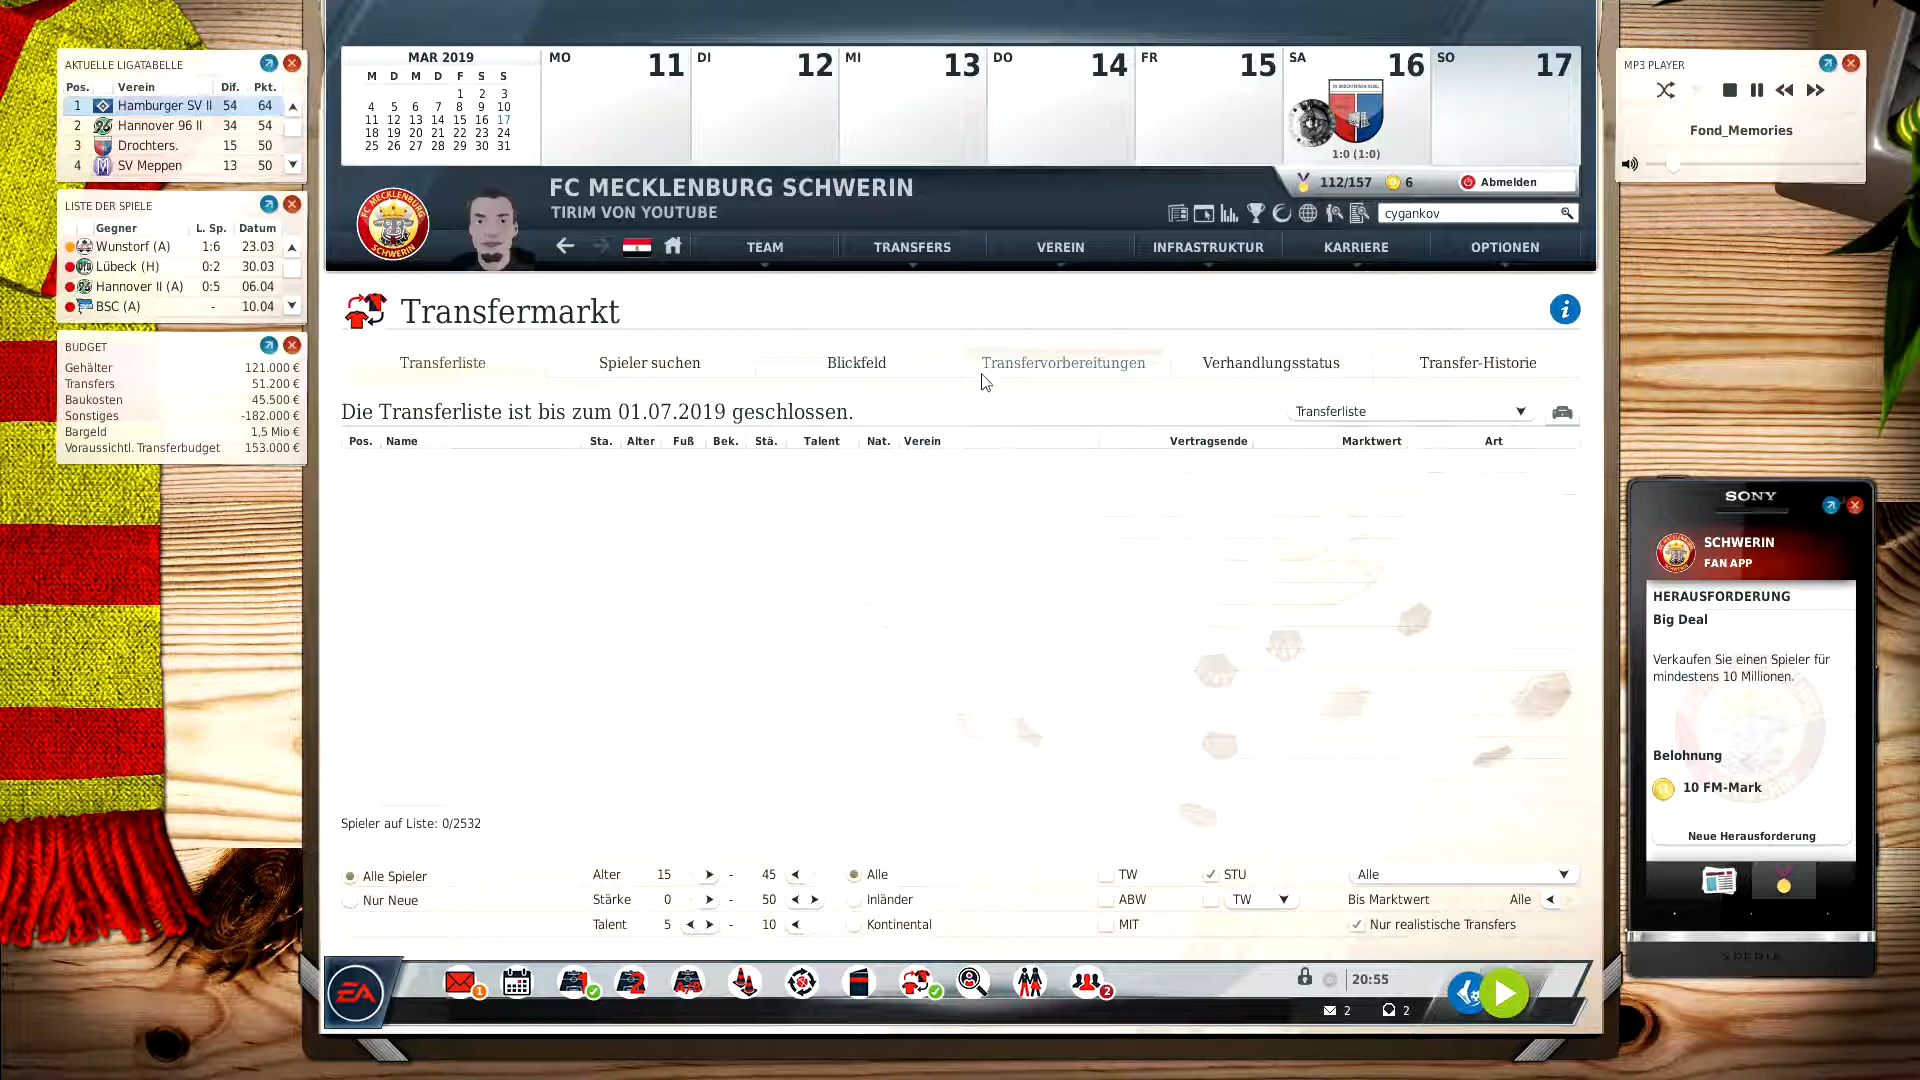 AKTUELLE LIGATABELLE
Pos. Verein Dif. Pkt.
1 Hamburger SV II 54 64
2 Hannover 96 II 34 54
3 Drochters. 15 50
4 SV Meppen 13 50
LISTE DER SPIELE
Gegner L. Sp. Datum
Wunstorf (A) 1:6 23.03
Lübeck (H) 0:2 30.03
Hannover II (A) 0:5 06.04
BSC (A) - 10.04
BUDGET
Gehälter 121.000 €
Transfers 51.200 €
Baukosten 45.500 €
Sonstiges -182.000 €
Bargeld 1,5 Mio €
Voraussichtl. Transferbudget 153.000 €
MAR 2019
M D M D F S S
1 2 3
4 5 6 7 8 9 10
11 12 13 14 15 16 17
18 19 20 21 22 23 24
25 26 27 28 29 30 31
MO 11 DI 12 MI 13 DO 14 FR 15 SA 16 SO 17
1:0 (1:0)
FC MECKLENBURG SCHWERIN
TIRIM VON YOUTUBE
112/157 6 Abmelden
cygankov
TEAM TRANSFERS VEREIN INFRASTRUKTUR KARRIERE OPTIONEN
Transfermarkt
Transferliste Spieler suchen Blickfeld Transfervorbereitungen Verhandlungsstatus Transfer-Historie
Die Transferliste ist bis zum 01.07.2019 geschlossen.
Transferliste
Pos. Name Sta. Alter Fuß Bek. Stä. Talent Nat. Verein Vertragsende Marktwert Art
Spieler auf Liste: 0/2532
Alle Spieler Alter 15 - 45 Alle TW STU Alle
Nur Neue Stärke 0 - 50 Inländer ABW TW Bis Marktwert Alle
Talent 5 - 10 Kontinental MIT Nur realistische Transfers
EA
1
1 2 A/B
2
20:55
2 2
MP3 PLAYER
Fond_Memories
SONY
SCHWERIN
FAN APP
HERAUSFORDERUNG
Big Deal
Verkaufen Sie einen Spieler für
mindestens 10 Millionen.
Belohnung
10 FM-Mark
Neue Herausforderung
XPERIA